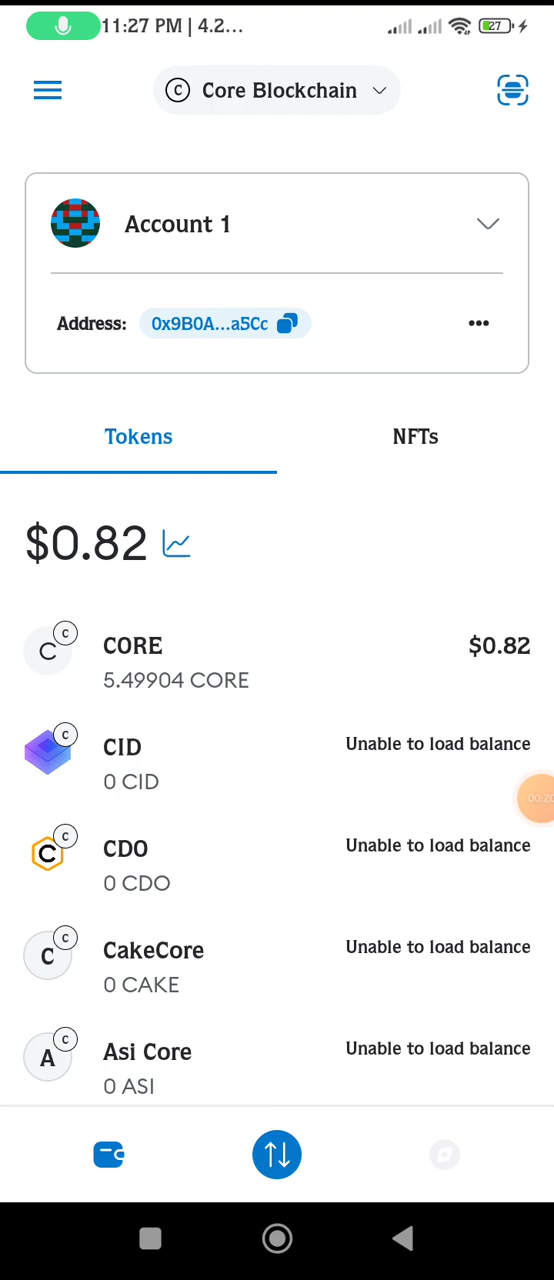 11:27 PM | 4.2...
27
C Core Blockchain
Account 1
Address: 0x9B0A...a5Cc
Tokens NFTs
$0.82
C C CORE $0.82
5.49904 CORE
C CID Unable to load balance
0 CID
C C CDO Unable to load balance
0 CDO
C C CakeCore Unable to load balance
0 CAKE
A C Asi Core Unable to load balance
0 ASI